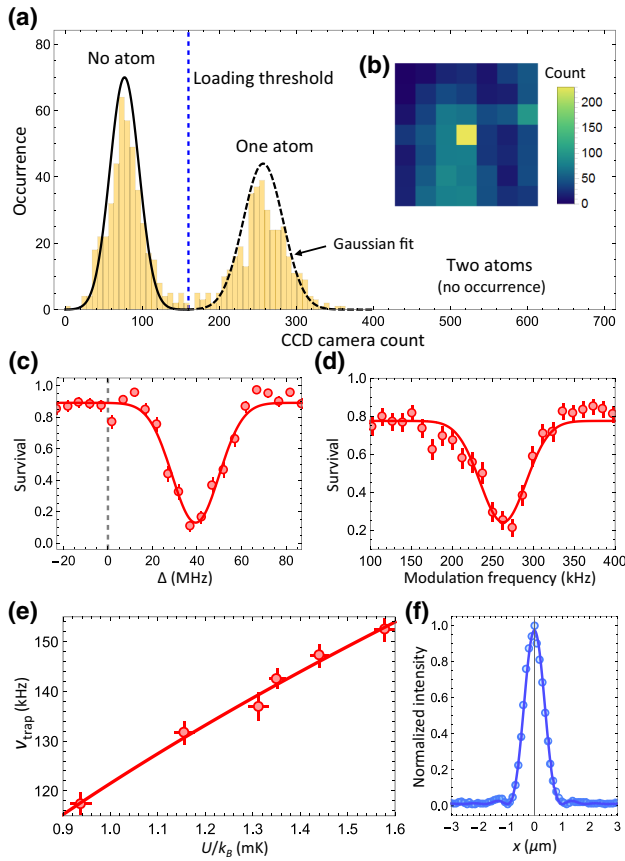 (a)
80
60
40
20
0
Occurrence
No atom
Loading threshold
One atom
Gaussian fit
Two atoms
(no occurrence)
0 100 200 300 400 500 600 700
CCD camera count
(b)
Count
200
150
100
50
0
(c)
1.0
0.8
0.6
0.4
0.2
0.0
Survival
-20 0 20 40 60 80
Δ (MHz)
(d)
1.0
0.8
0.6
0.4
0.2
Survival
100 150 200 250 300 350 400
Modulation frequency (kHz)
(e)
150
140
130
120
νtrap (kHz)
0.9 1.0 1.1 1.2 1.3 1.4 1.5 1.6
U/kB (mK)
(f)
1.0
0.8
0.6
0.4
0.2
0.0
Normalized intensity
-3 -2 -1 0 1 2 3
x (μm)